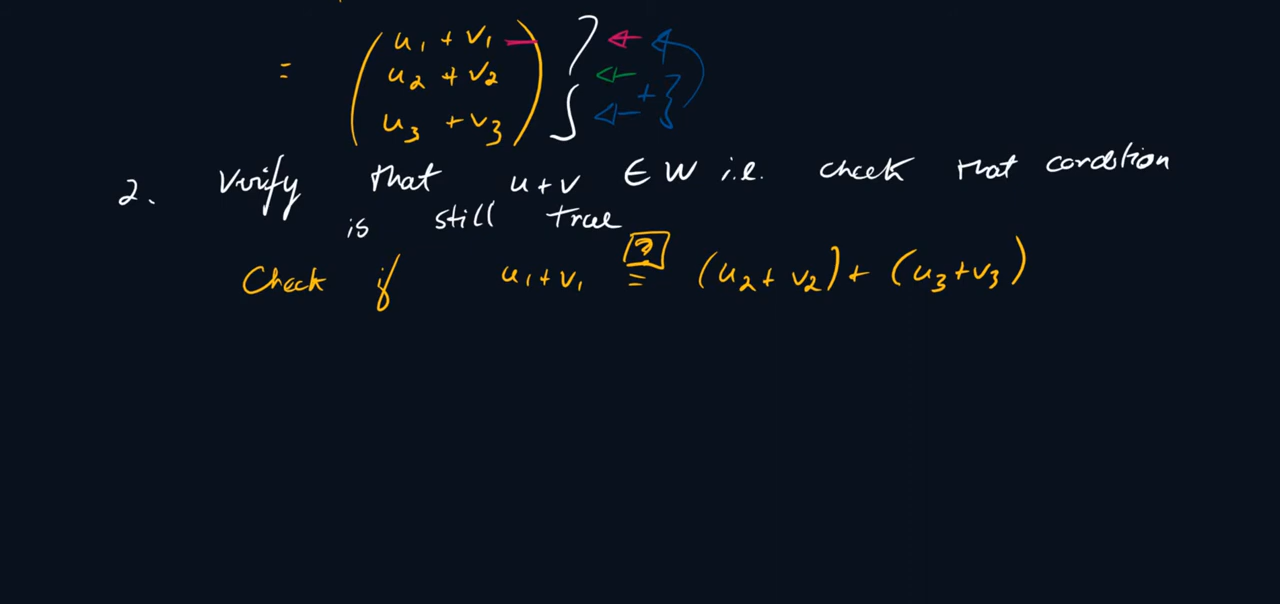 = ( u₁ + v₁
u₂ + v₂
u₃ + v₃ ) +}
2. Verify that u+v ∈ W i.e. check that condition
is still true
Check if u₁+v₁ =? (u₂+v₂)+(u₃+v₃)